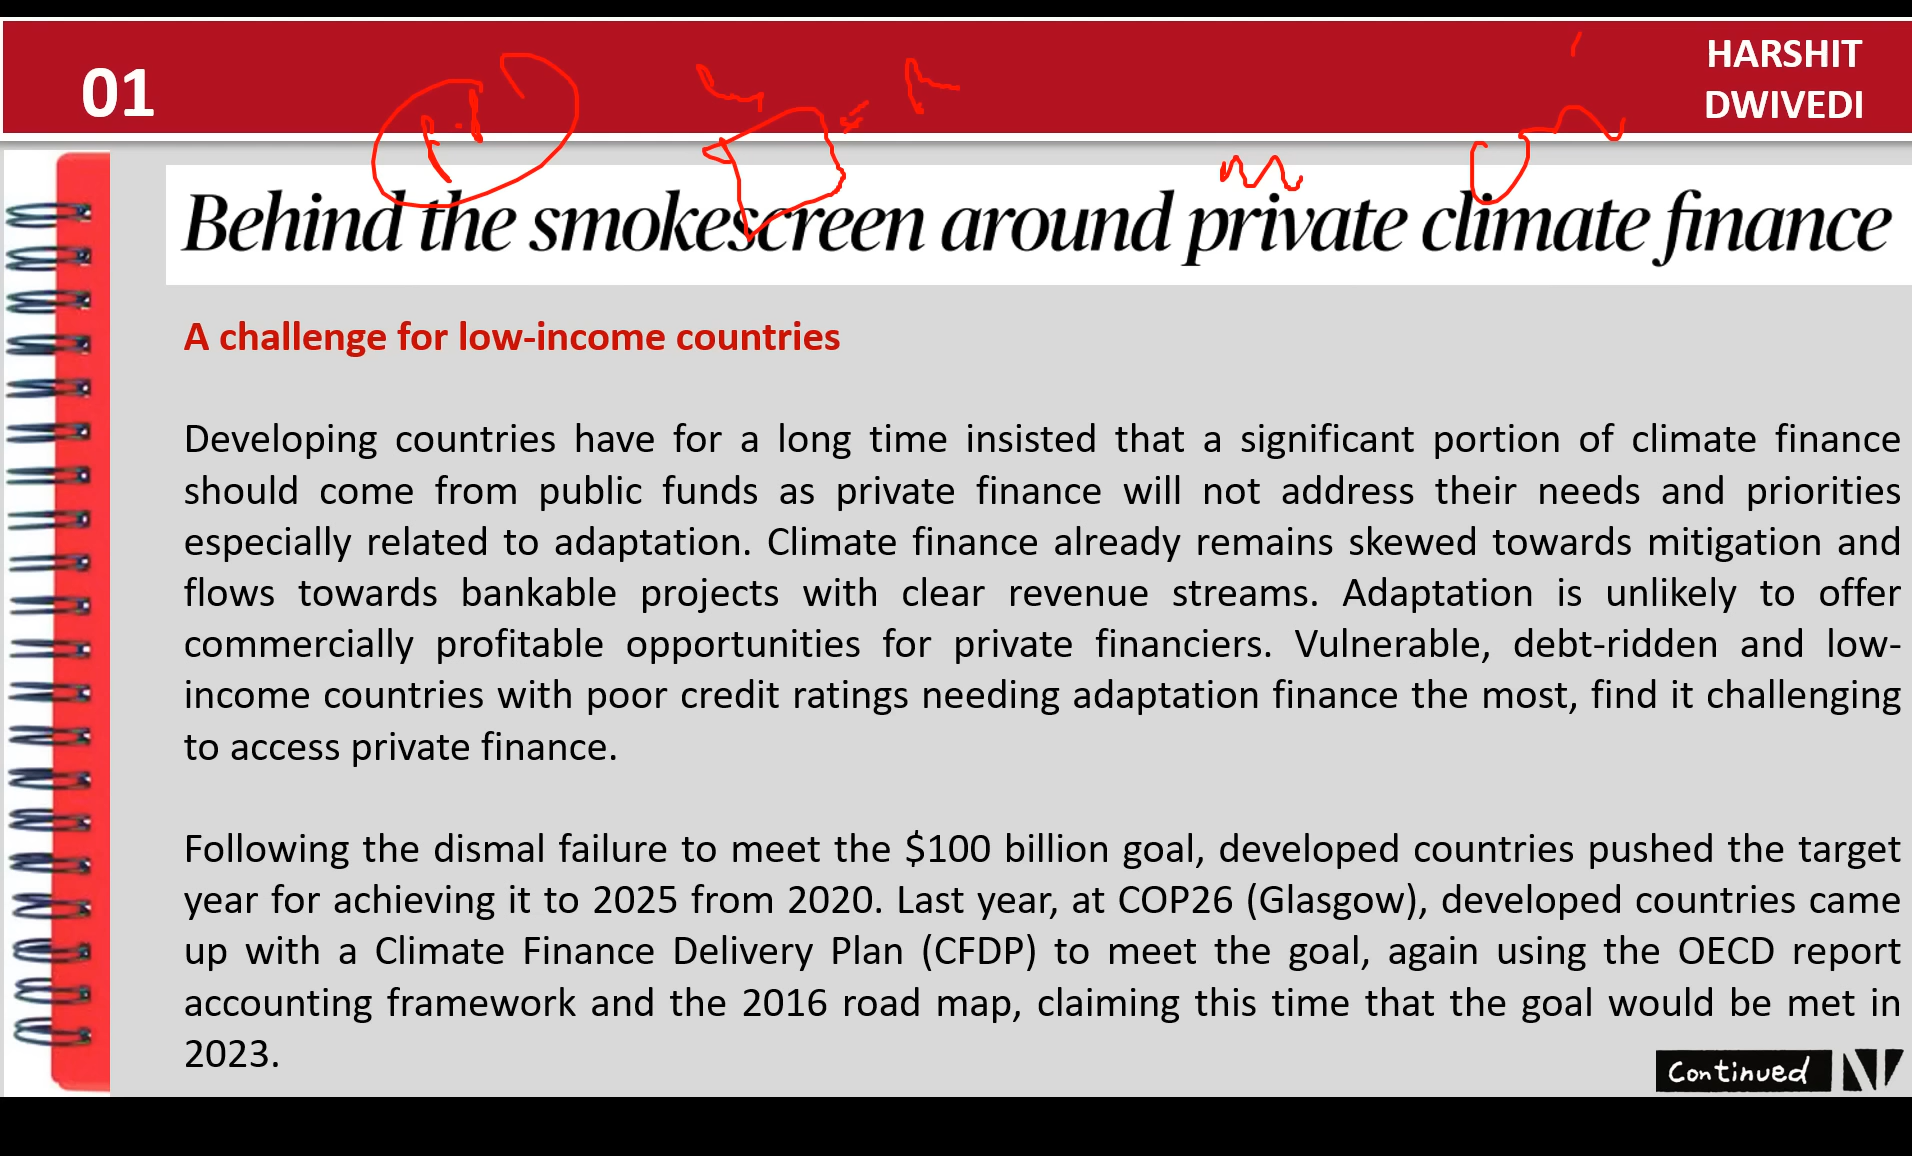 01
HARSHIT
DWIVEDI
Behind the smokescreen around private climate finance
A challenge for low-income countries
Developing countries have for a long time insisted that a significant portion of climate finance
should come from public funds as private finance will not address their needs and priorities
especially related to adaptation. Climate finance already remains skewed towards mitigation and
flows towards bankable projects with clear revenue streams. Adaptation is unlikely to offer
commercially profitable opportunities for private financiers. Vulnerable, debt-ridden and low-
income countries with poor credit ratings needing adaptation finance the most, find it challenging
to access private finance.
Following the dismal failure to meet the $100 billion goal, developed countries pushed the target
year for achieving it to 2025 from 2020. Last year, at COP26 (Glasgow), developed countries came
up with a Climate Finance Delivery Plan (CFDP) to meet the goal, again using the OECD report
accounting framework and the 2016 road map, claiming this time that the goal would be met in
2023.
Continued